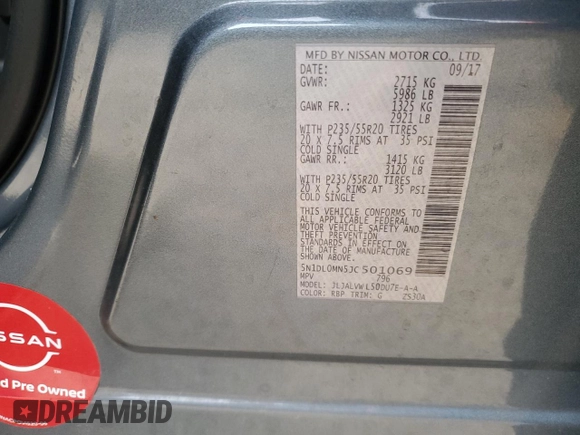 MFD BY NISSAN MOTOR CO., LTD.
DATE: 09/17
GVWR: 2715 KG
5986 LB
GAWR FR.: 1325 KG
2921 LB
WITH P235/55R20 TIRES
20 X 7.5 RIMS AT 35 PSI
COLD SINGLE
GAWR RR.: 1415 KG
3120 LB
WITH P235/55R20 TIRES
20 X 7.5 RIMS AT 35 PSI
COLD SINGLE
THIS VEHICLE CONFORMS TO
ALL APPLICABLE FEDERAL
MOTOR VEHICLE SAFETY AND
THEFT PREVENTION
STANDARDS IN EFFECT ON
THE DATE OF MANUFACTURE
SHOWN ABOVE.
5N1DL0MN5JC501069
MPV 296
MODEL:
COLOR: RBP TRIM: G 2S30A
NISSAN
d Pre Owned
DREAMBID